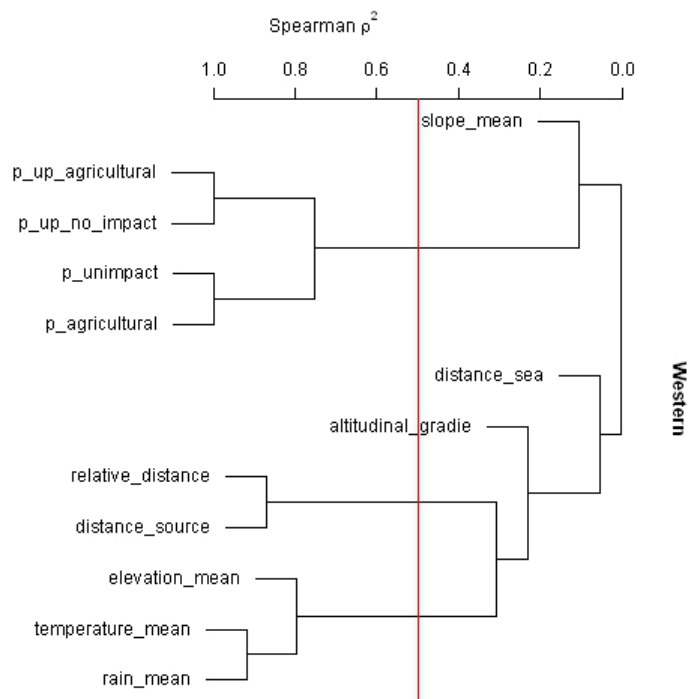 Spearman ρ²
1.0 0.8 0.6 0.4 0.2 0.0
slope_mean
p_up_agricultural
p_up_no_impact
p_unimpact
p_agricultural
distance_sea
Western
altitudinal_gradie
relative_distance
distance_source
elevation_mean
temperature_mean
rain_mean